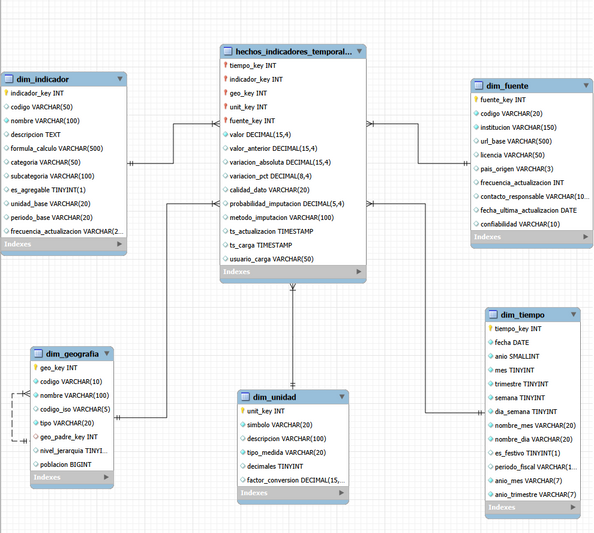 dim_indicador
indicador_key INT
codigo VARCHAR(50)
nombre VARCHAR(100)
descripcion TEXT
formula_calculo VARCHAR(500)
categoria VARCHAR(50)
subcategoria VARCHAR(100)
es_agregable TINYINT(1)
unidad_base VARCHAR(20)
periodo_base VARCHAR(20)
frecuencia_actualizacion VARCHAR(2...
Indexes
hechos_indicadores_temporal...
tiempo_key INT
indicador_key INT
geo_key INT
unit_key INT
fuente_key INT
valor DECIMAL(15,4)
valor_anterior DECIMAL(15,4)
variacion_absoluta DECIMAL(15,4)
variacion_pct DECIMAL(8,4)
calidad_dato VARCHAR(20)
probabilidad_imputacion DECIMAL(5,4)
metodo_imputacion VARCHAR(100)
ts_actualizacion TIMESTAMP
ts_carga TIMESTAMP
usuario_carga VARCHAR(50)
Indexes
dim_fuente
fuente_key INT
codigo VARCHAR(20)
institucion VARCHAR(150)
url_base VARCHAR(500)
licencia VARCHAR(50)
pais_origen VARCHAR(3)
frecuencia_actualizacion INT
contacto_responsable VARCHAR(10...
fecha_ultima_actualizacion DATE
confiabilidad VARCHAR(10)
Indexes
dim_geografia
geo_key INT
codigo VARCHAR(10)
nombre VARCHAR(100)
codigo_iso VARCHAR(5)
tipo VARCHAR(20)
geo_padre_key INT
nivel_jerarquia TINYI...
poblacion BIGINT
Indexes
dim_unidad
unit_key INT
simbolo VARCHAR(20)
descripcion VARCHAR(100)
tipo_medida VARCHAR(20)
decimales TINYINT
factor_conversion DECIMAL(15,...
Indexes
dim_tiempo
tiempo_key INT
fecha DATE
anio SMALLINT
mes TINYINT
trimestre TINYINT
semana TINYINT
dia_semana TINYINT
nombre_mes VARCHAR(20)
nombre_dia VARCHAR(20)
es_festivo TINYINT(1)
periodo_fiscal VARCHAR(1...
anio_mes VARCHAR(7)
anio_trimestre VARCHAR(7)
Indexes